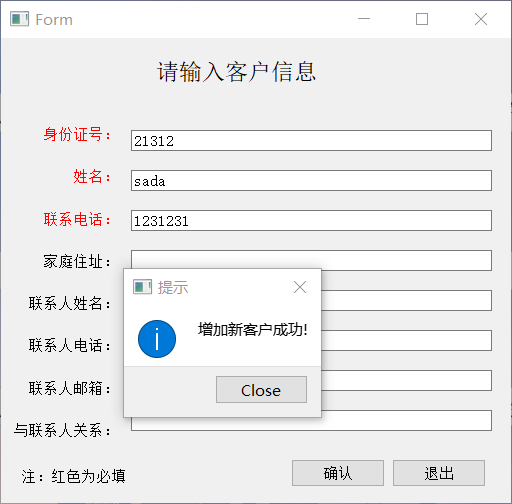 Form
请输入客户信息
身份证号： 21312
姓名： sada
联系电话： 1231231
家庭住址：
提示
联系人姓名：
增加新客户成功!
联系人电话：
联系人邮箱：
Close
与联系人关系：
注：红色为必填
确认 退出